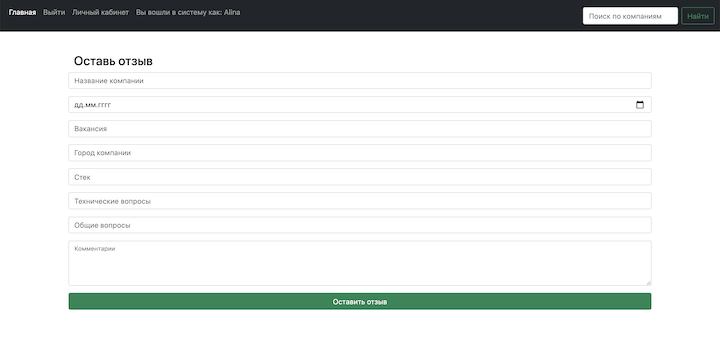 Главная Выйти Личный кабинет Вы вошли в систему как: Alina Поиск по компаниям Найти
Оставь отзыв
Название компании
дд.мм.гггг
Вакансия
Город компании
Стек
Технические вопросы
Общие вопросы
Комментарии
Оставить отзыв